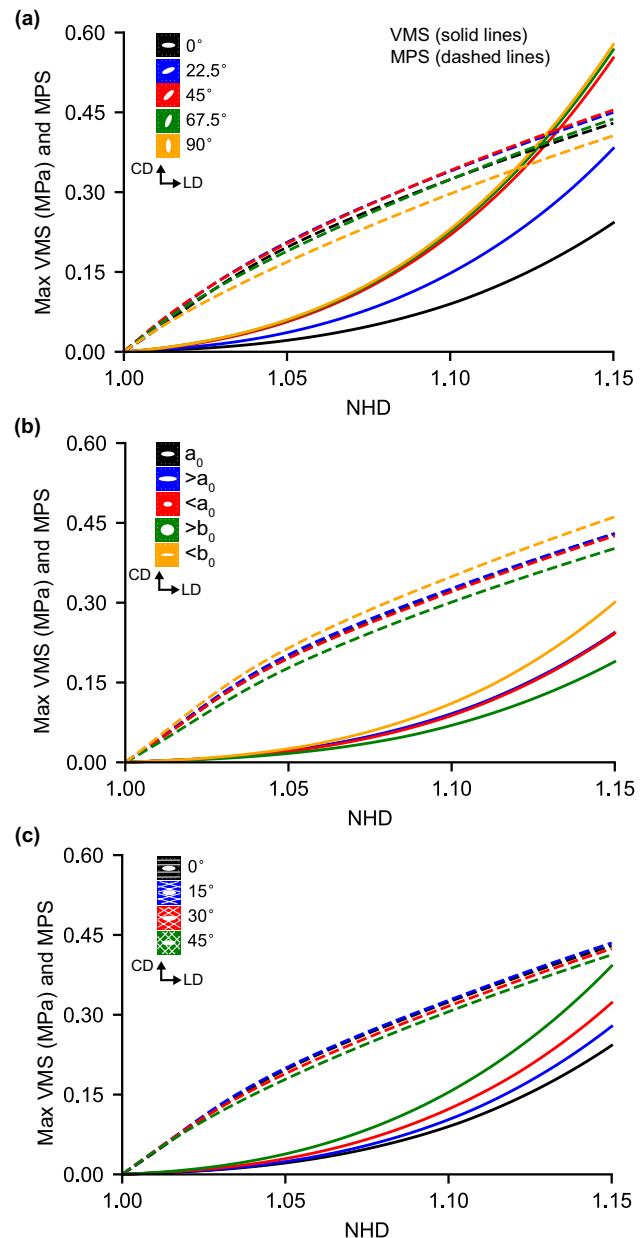 (a)
Max VMS (MPa) and MPS
0.60
0.45
0.30
0.15
0.00
0°
22.5°
45°
67.5°
90°
CD
LD
VMS (solid lines)
MPS (dashed lines)
1.00 1.05 1.10 1.15
NHD
(b)
Max VMS (MPa) and MPS
0.60
0.45
0.30
0.15
0.00
a₀
>a₀
<a₀
>b₀
<b₀
CD
LD
1.00 1.05 1.10 1.15
NHD
(c)
Max VMS (MPa) and MPS
0.60
0.45
0.30
0.15
0.00
0°
15°
30°
45°
CD
LD
1.00 1.05 1.10 1.15
NHD